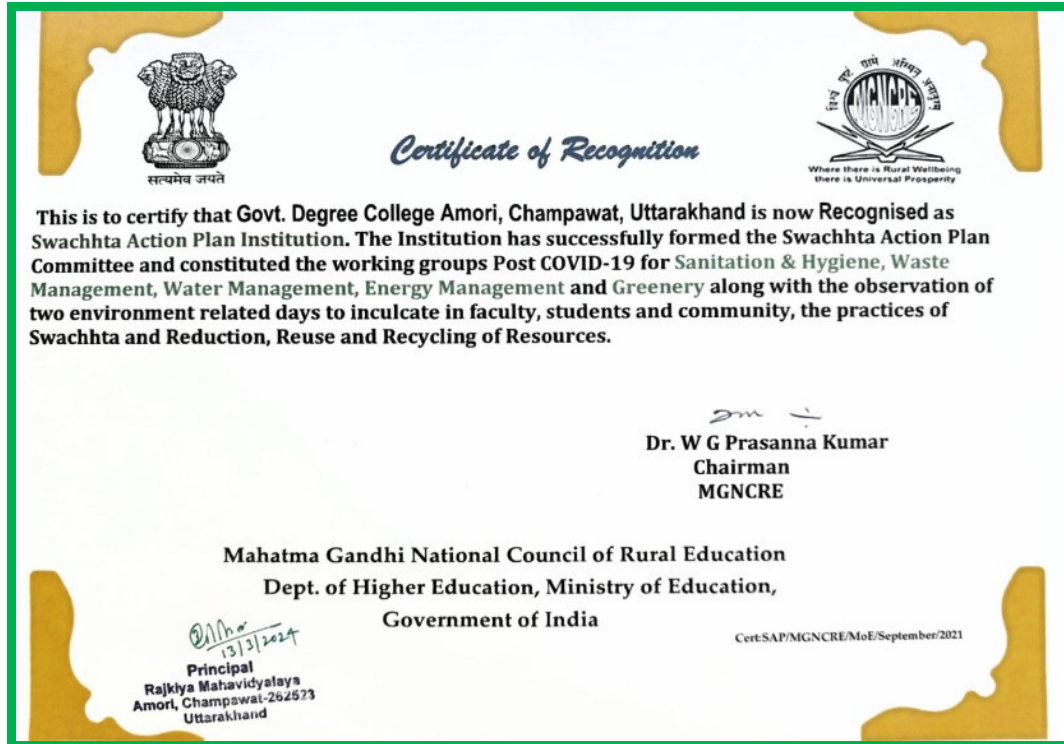 सत्यमेव जयते
Certificate of Recognition
विश्वं पुष्टं ग्रामे अस्मिन् अनातुरम्
MGNCRE
Where there is Rural Wellbeing
there is Universal Prosperity
This is to certify that Govt. Degree College Amori, Champawat, Uttarakhand is now Recognised as
Swachhta Action Plan Institution. The Institution has successfully formed the Swachhta Action Plan
Committee and constituted the working groups Post COVID-19 for Sanitation & Hygiene, Waste
Management, Water Management, Energy Management and Greenery along with the observation of
two environment related days to inculcate in faculty, students and community, the practices of
Swachhta and Reduction, Reuse and Recycling of Resources.
Dr. W G Prasanna Kumar
Chairman
MGNCRE
Mahatma Gandhi National Council of Rural Education
Dept. of Higher Education, Ministry of Education,
Government of India
Cert:SAP/MGNCRE/MoE/September/2021
13/3/2024
Principal
Rajkiya Mahavidyalaya
Amori, Champawat-262523
Uttarakhand